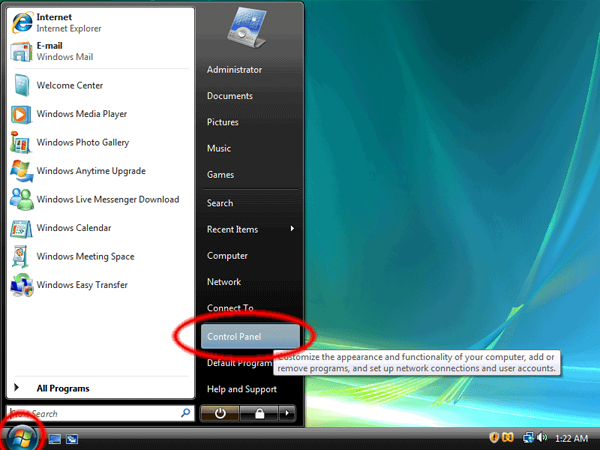 Internet
Internet Explorer
E-mail
Windows Mail
Welcome Center
Windows Media Player
Windows Photo Gallery
Windows Anytime Upgrade
Windows Live Messenger Download
Windows Calendar
Windows Meeting Space
Windows Easy Transfer
All Programs
Search
Administrator
Documents
Pictures
Music
Games
Search
Recent Items
Computer
Network
Connect To
Control Panel
Customize the appearance and functionality of your computer, add or
remove programs, and set up network connections and user accounts.
Default Program
Help and Support
1:22 AM